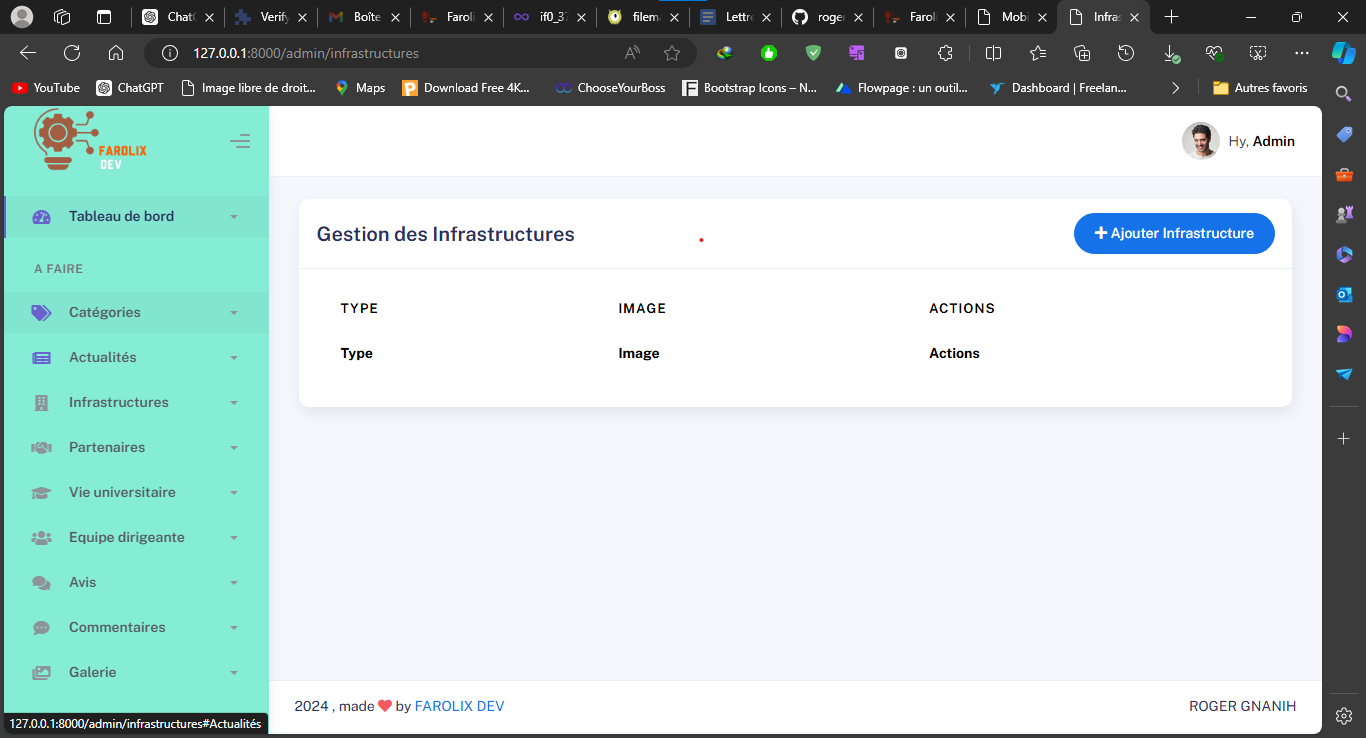 Chat
Verify
Boîte
Faroli
if0_37
filem
Lettre
roger
Faroli
Mobi
Infras
127.0.0.1:8000/admin/infrastructures
YouTube
ChatGPT
Image libre de droit...
Maps
Download Free 4K...
ChooseYourBoss
Bootstrap Icons – N...
Flowpage : un outil...
Dashboard | Freelan...
Autres favoris
FAROLIX
DEV
Hy, Admin
Tableau de bord
A FAIRE
Catégories
Actualités
Infrastructures
Partenaires
Vie universitaire
Equipe dirigeante
Avis
Commentaires
Galerie
Gestion des Infrastructures
Ajouter Infrastructure
TYPE IMAGE ACTIONS
Type Image Actions
2024 , made by FAROLIX DEV
ROGER GNANIH
127.0.0.1:8000/admin/infrastructures#Actualités